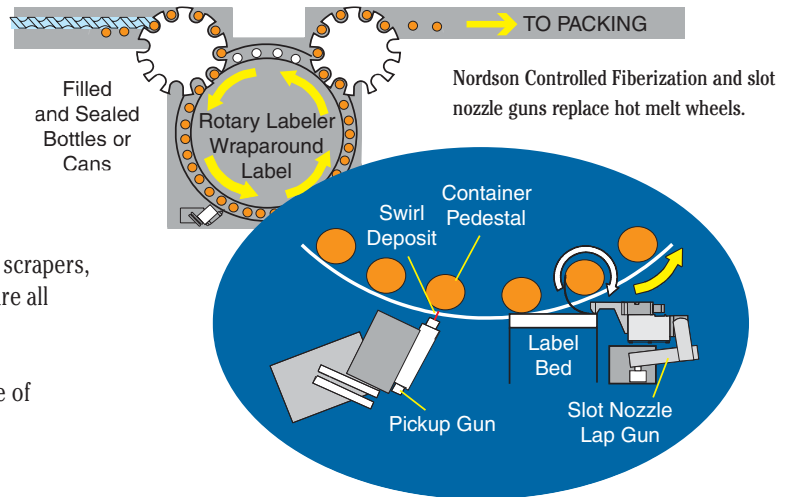 TO PACKING
Nordson Controlled Fiberization and slot
nozzle guns replace hot melt wheels.
Filled
and Sealed
Bottles or
Cans
Rotary Labeler
Wraparound
Label
scrapers,
re all
e of
Swirl
Deposit
Container
Pedestal
Label
Bed
Pickup Gun
Slot Nozzle
Lap Gun